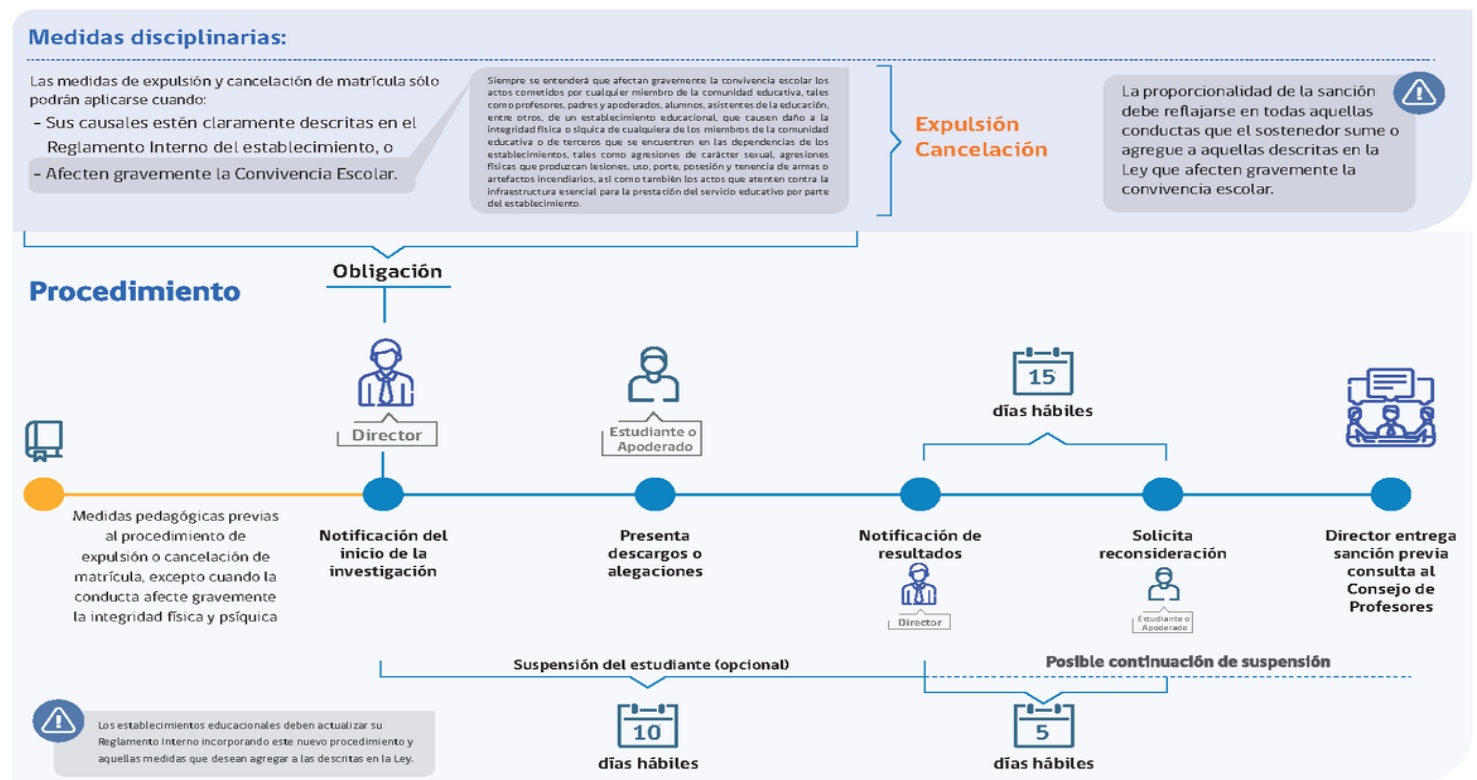 Medidas disciplinarias:
Las medidas de expulsión y cancelación de matrícula sólo
podrán aplicarse cuando:
- Sus causales estén claramente descritas en el
Reglamento Interno del establecimiento, o
- Afecten gravemente la Convivencia Escolar.
Siempre se entenderá que afectan gravemente la convivencia escolar los
actos cometidos por cualquier miembro de la comunidad educativa, tales
como profesores, padres y apoderados, alumnos, asistentes de la educación,
entre otros, de un establecimiento educacional, que causen daño a la
integridad física o síquica de cualquiera de los miembros de la comunidad
educativa o de terceros que se encuentren en las dependencias de los
establecimientos, tales como agresiones de carácter sexual, agresiones
físicas que produzcan lesiones, uso, porte, posesión y tenencia de armas o
artefactos incendiarios, así como también los actos que atenten contra la
infraestructura esencial para la prestación del servicio educativo por parte
del establecimiento.
Expulsión
Cancelación
La proporcionalidad de la sanción
debe reflajarse en todas aquellas
conductas que el sostenedor sume o
agregue a aquellas descritas en la
Ley que afecten gravemente la
convivencia escolar.
Procedimiento
Obligación
Director
Estudiante o
Apoderado
15
días hábiles
Medidas pedagógicas previas
al procedimiento de
expulsión o cancelación de
matrícula, excepto cuando la
conducta afecte gravemente
la integridad física y psíquica
Notificación del
inicio de la
investigación
Presenta
descargos o
alegaciones
Notificación de
resultados
Director
Solicita
reconsideración
Estudiante o
Apoderado
Director entrega
sanción previa
consulta al
Consejo de
Profesores
Suspensión del estudiante (opcional)
Posible continuación de suspensión
10
días hábiles
5
días hábiles
Los establecimientos educacionales deben actualizar su
Reglamento Interno incorporando este nuevo procedimiento y
aquellas medidas que desean agregar a las descritas en la Ley.